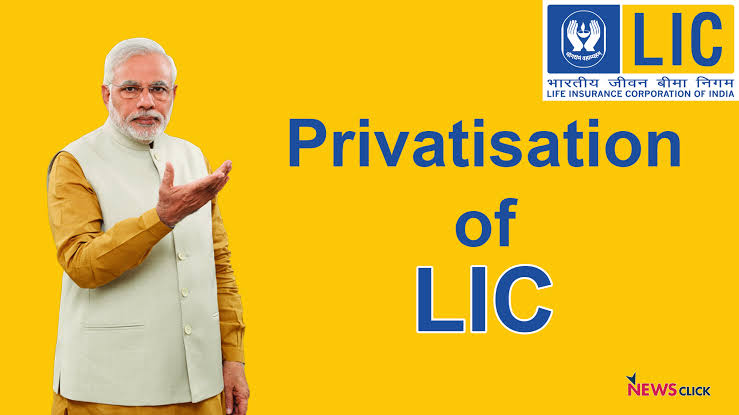 LIC
भारतीय जीवन बीमा निगम
LIFE INSURANCE CORPORATION OF INDIA
Privatisation
of
LIC
NEWSCLICK